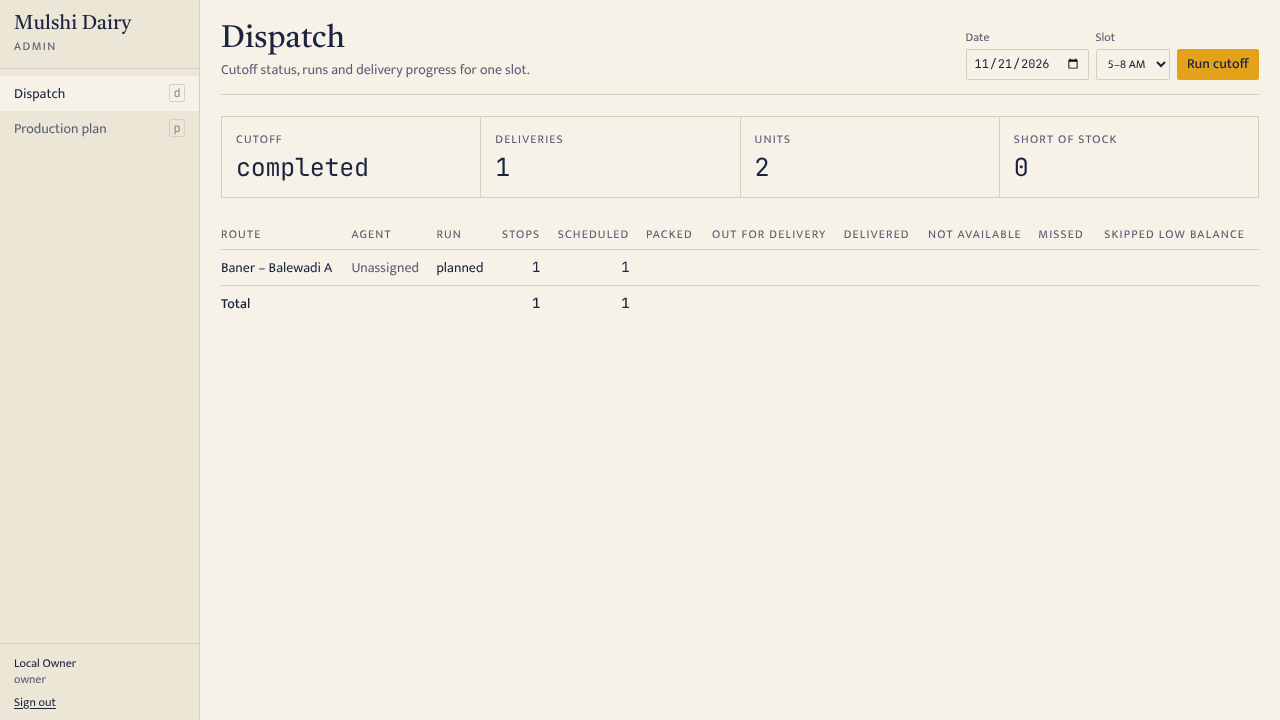 Mulshi Dairy
ADMIN
Dispatch d
Production plan p
Local Owner
owner
Sign out
Dispatch
Cutoff status, runs and delivery progress for one slot.
Date Slot
11/21/2026 5–8 AM Run cutoff
CUTOFF DELIVERIES UNITS SHORT OF STOCK
completed 1 2 0
ROUTE AGENT RUN STOPS SCHEDULED PACKED OUT FOR DELIVERY DELIVERED NOT AVAILABLE MISSED SKIPPED LOW BALANCE
Baner – Balewadi A Unassigned planned 1 1
Total 1 1